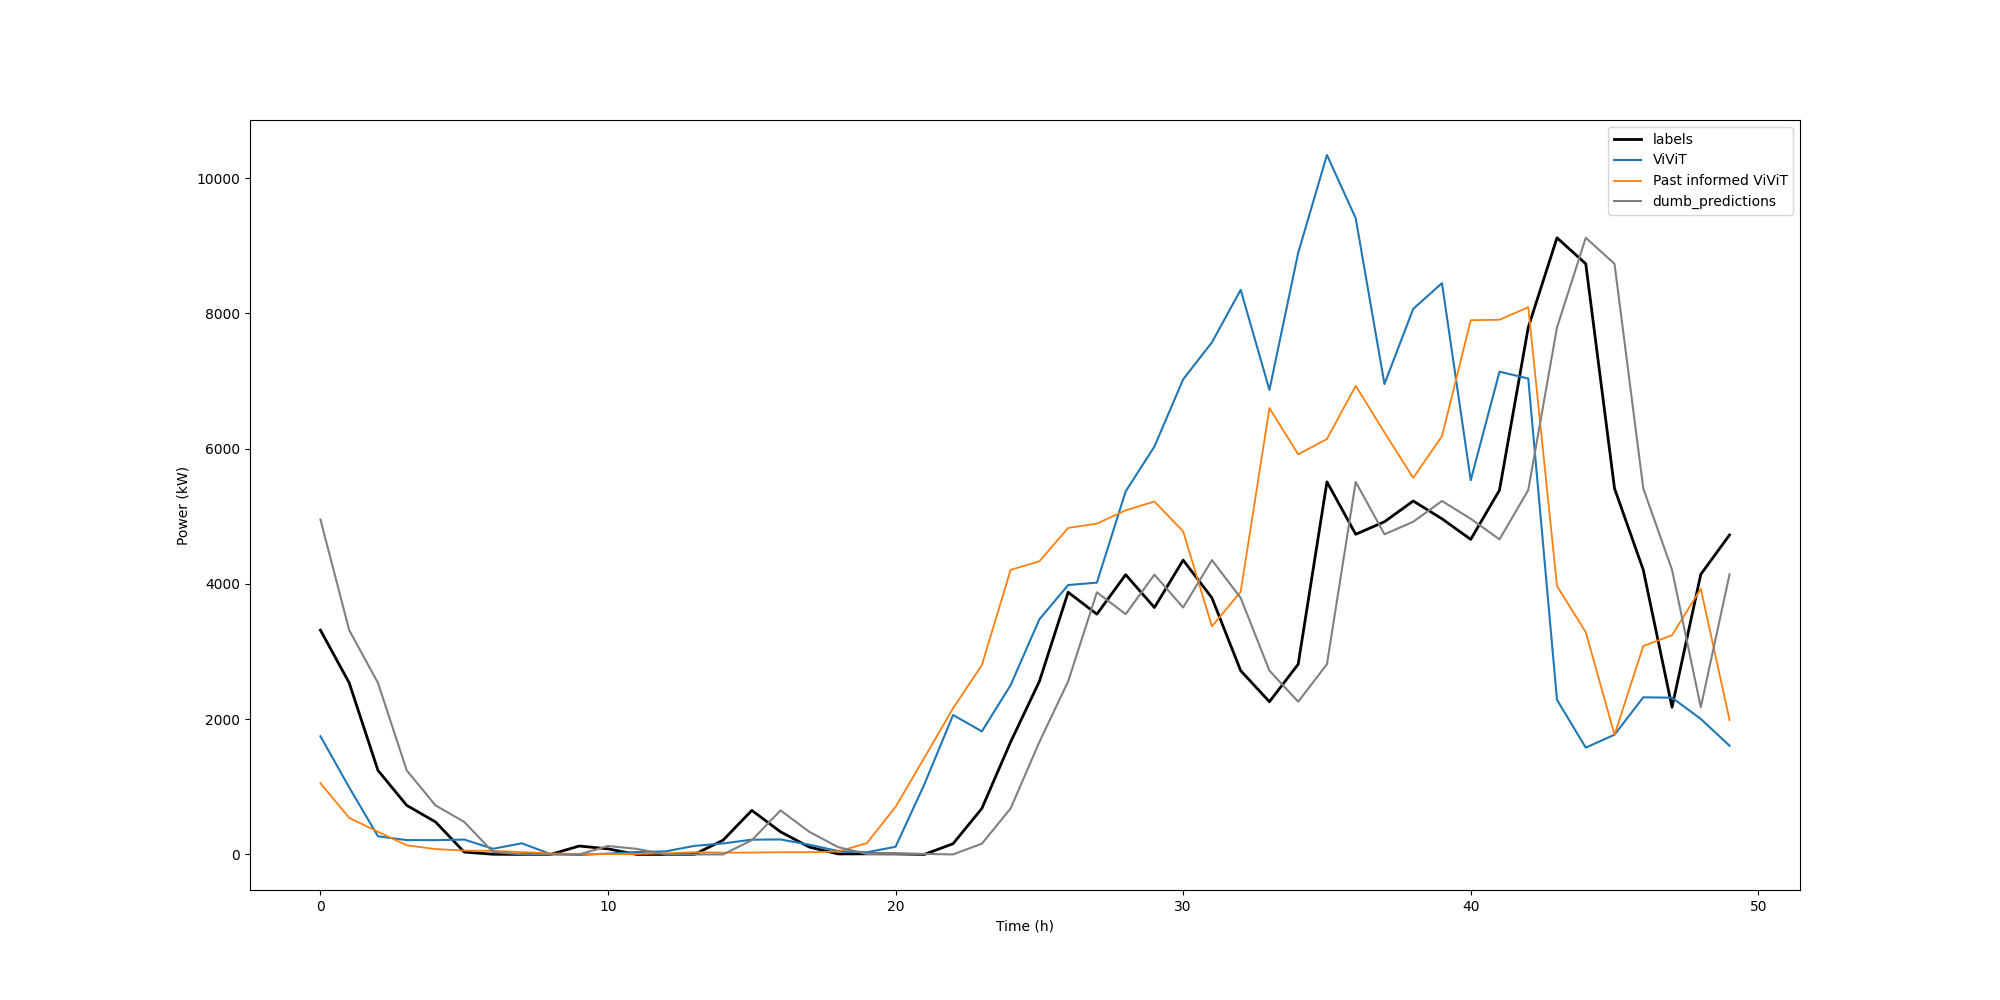 labels
ViViT
Past informed ViViT
dumb_predictions
10000
8000
6000
4000
2000
0
Power (kW)
0 10 20 30 40 50
Time (h)